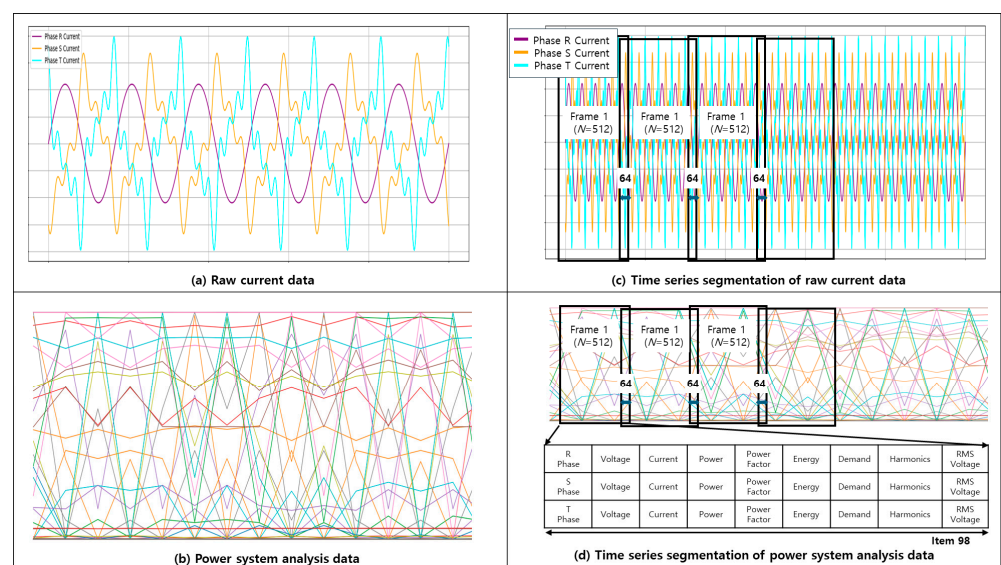 Phase R Current
Phase S Current
Phase T Current
(a) Raw current data
Phase R Current
Phase S Current
Phase T Current
Frame 1
(N=512)
Frame 1
(N=512)
Frame 1
(N=512)
64
64
64
(c) Time series segmentation of raw current data
(b) Power system analysis data
Frame 1
(N=512)
Frame 1
(N=512)
Frame 1
(N=512)
64
64
64
R Phase Voltage Current Power Power Factor Energy Demand Harmonics RMS Voltage
S Phase Voltage Current Power Power Factor Energy Demand Harmonics RMS Voltage
T Phase Voltage Current Power Power Factor Energy Demand Harmonics RMS Voltage
Item 98
(d) Time series segmentation of power system analysis data